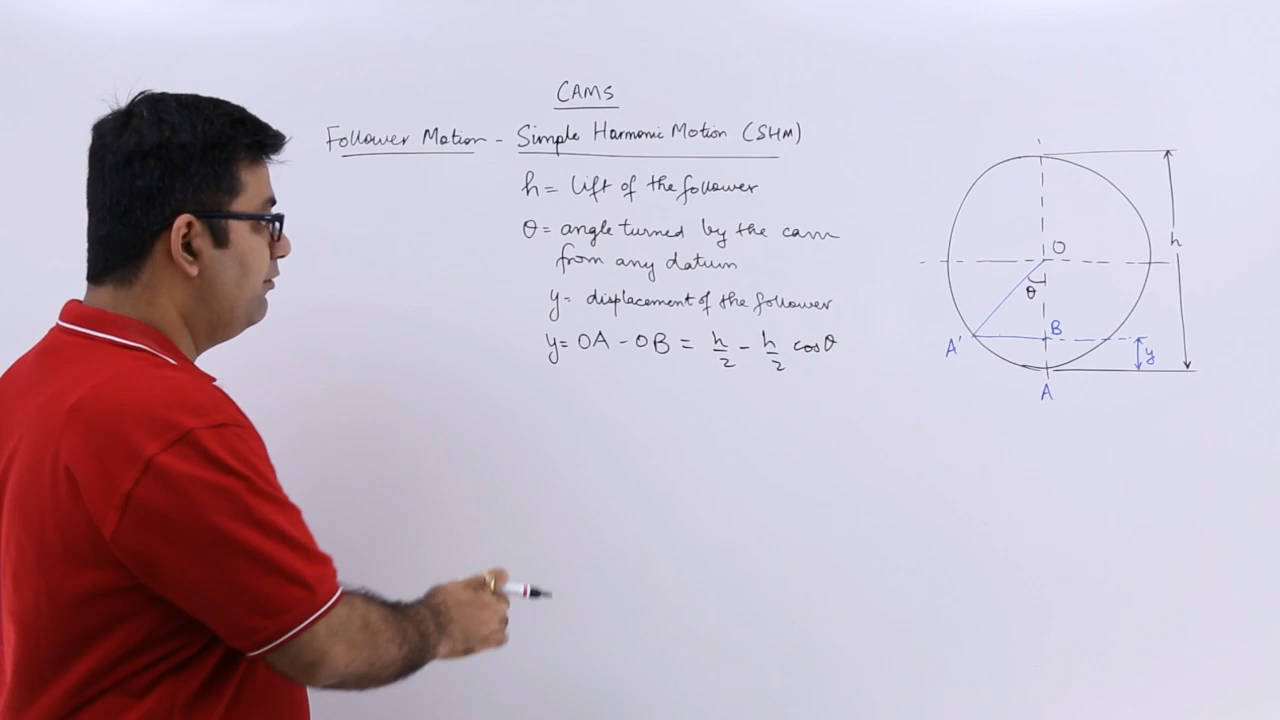 CAMS
Follower Motion - Simple Harmonic Motion (SHM)
h = lift of the follower
θ = angle turned by the cam
from any datum
y = displacement of the follower
y = OA - OB = h/2 - h/2 cosθ
O
h
θ
B
A'
y
A